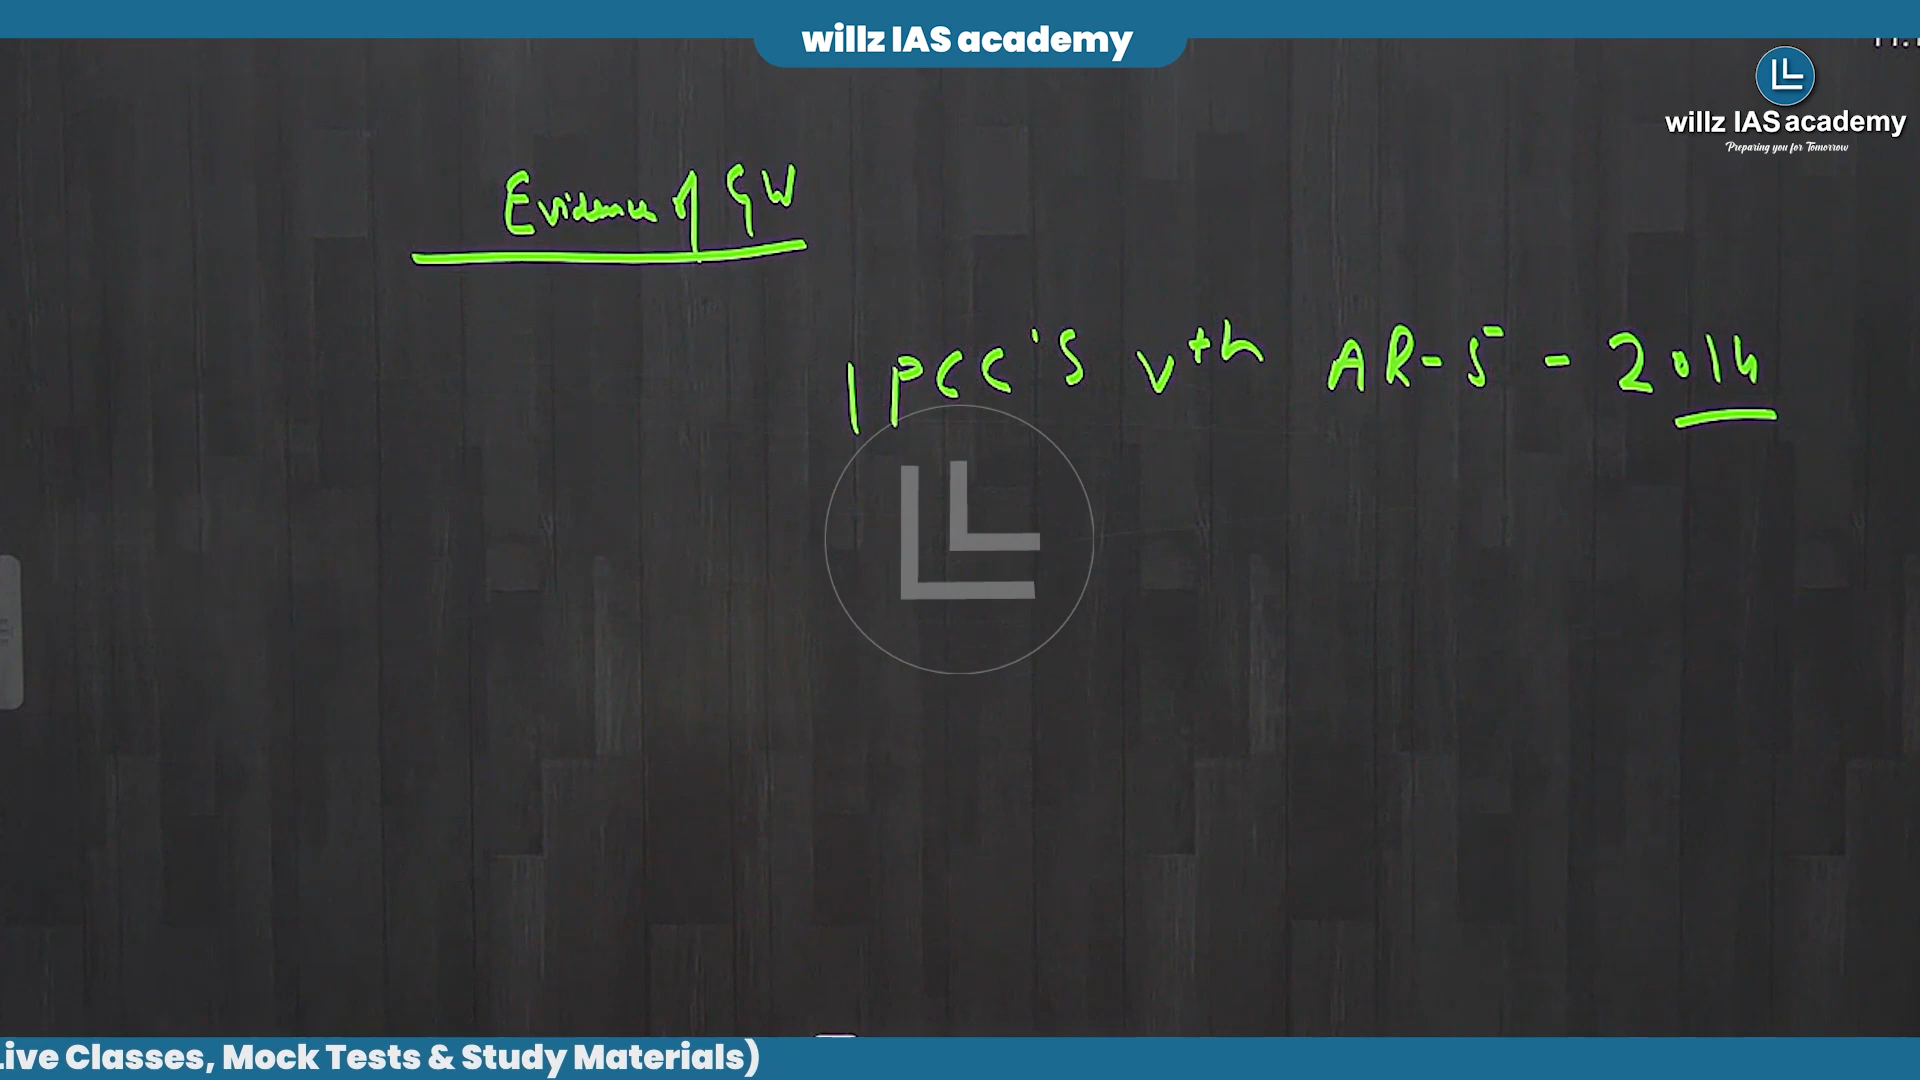 willz IAS academy
willz IAS academy
Preparing you for Tomorrow
Evidence of GW
IPCC'S Vth AR-5 - 2014
Live Classes, Mock Tests & Study Materials)